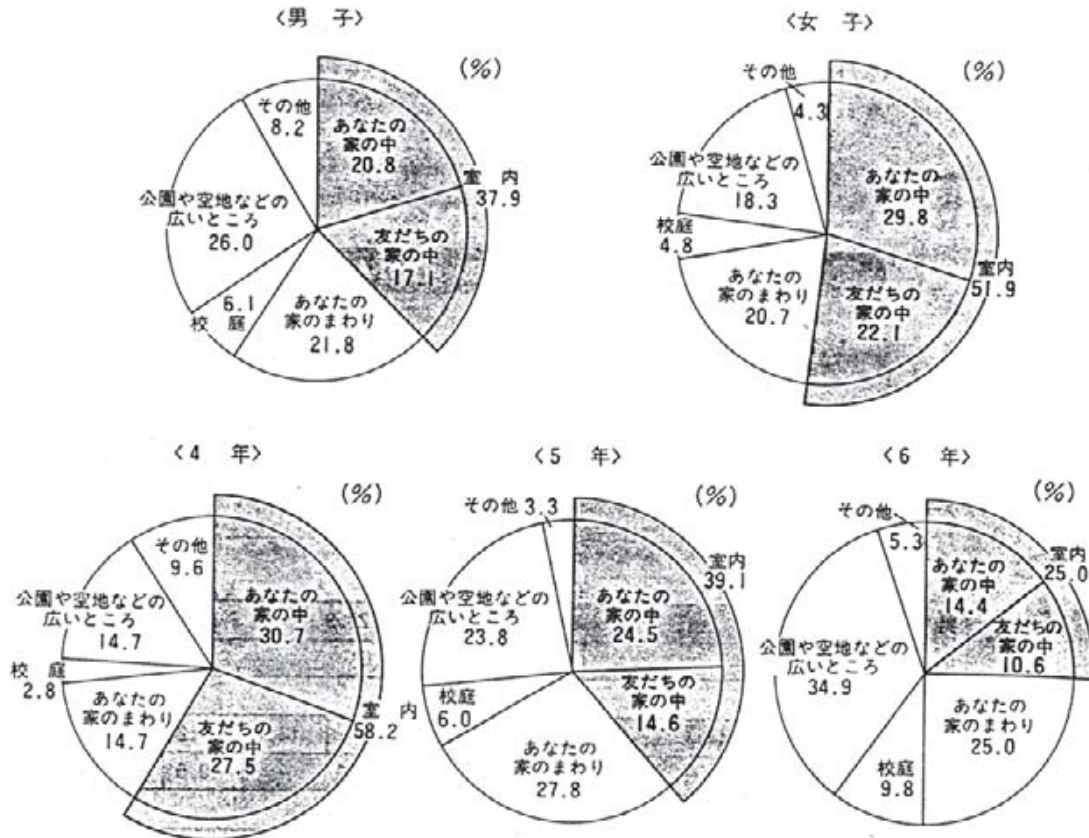 〈男 子〉
(%)
その他
8.2
あなたの
家の中
20.8
室 内
37.9
公園や空地などの
広いところ
26.0
友だちの
家の中
17.1
6.1
校 庭
あなたの
家のまわり
21.8
〈女 子〉
(%)
その他
4.3
公園や空地などの
広いところ
18.3
あなたの
家の中
29.8
校庭
4.8
室内
51.9
あなたの
家のまわり
20.7
友だちの
家の中
22.1
〈4 年〉
(%)
その他
9.6
あなたの
家の中
30.7
公園や空地などの
広いところ
14.7
校 庭
2.8
あなたの
家のまわり
14.7
友だちの
家の中
27.5
室 内
58.2
〈5 年〉
(%)
その他 3.3
室内
39.1
公園や空地などの
広いところ
23.8
あなたの
家の中
24.5
校庭
6.0
友だちの
家の中
14.6
あなたの
家のまわり
27.8
〈6 年〉
(%)
その他
5.3
室内
25.0
あなたの
家の中
14.4
友だちの
家の中
10.6
公園や空地などの
広いところ
34.9
あなたの
家のまわり
25.0
校庭
9.8